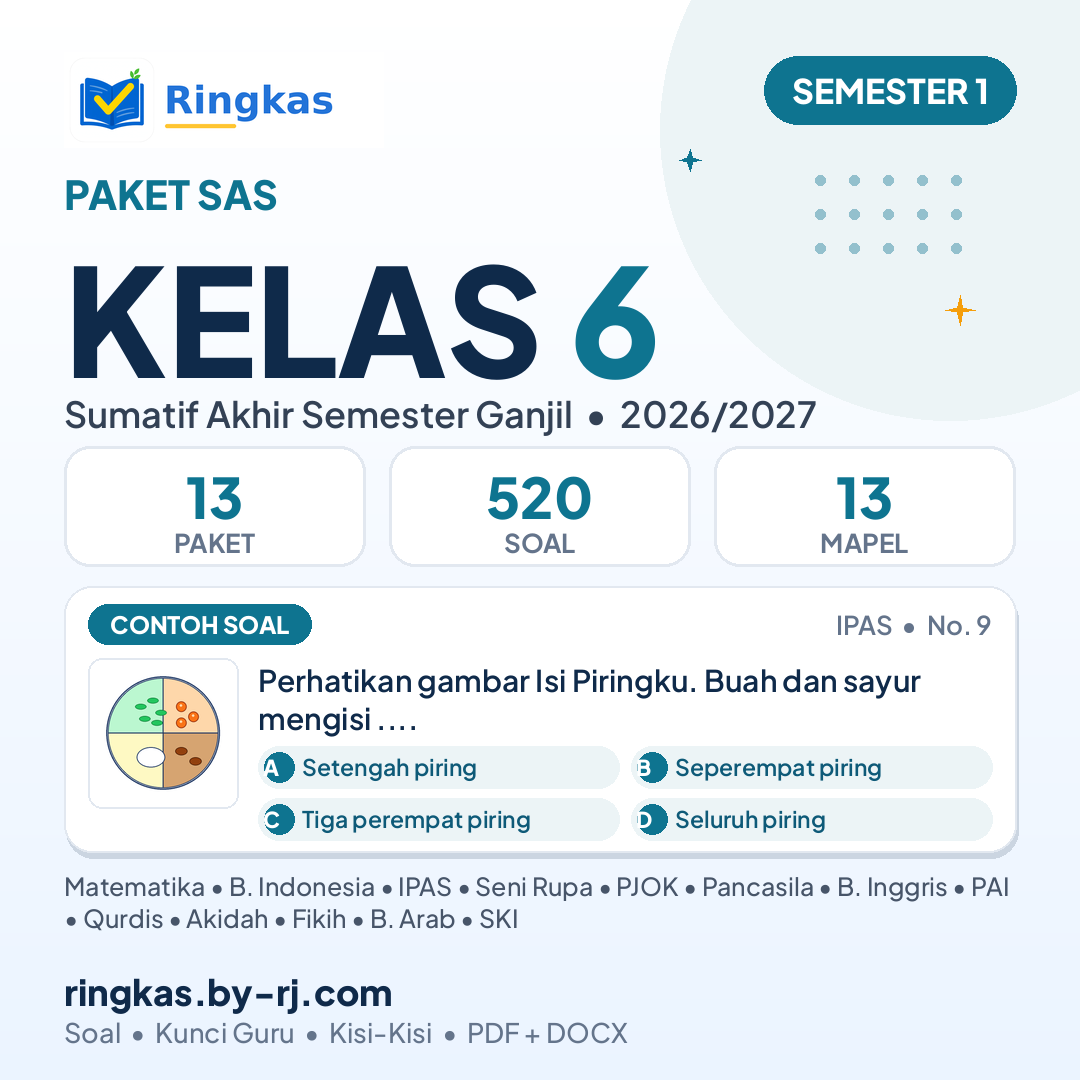 Ringkas
SEMESTER 1
PAKET SAS
KELAS 6
Sumatif Akhir Semester Ganjil • 2026/2027
13
PAKET
520
SOAL
13
MAPEL
CONTOH SOAL
IPAS • No. 9
Perhatikan gambar Isi Piringku. Buah dan sayur
mengisi ....
A Setengah piring
B Seperempat piring
C Tiga perempat piring
D Seluruh piring
Matematika • B. Indonesia • IPAS • Seni Rupa • PJOK • Pancasila • B. Inggris • PAI
• Qurdis • Akidah • Fikih • B. Arab • SKI
ringkas.by-rj.com
Soal • Kunci Guru • Kisi-Kisi • PDF + DOCX